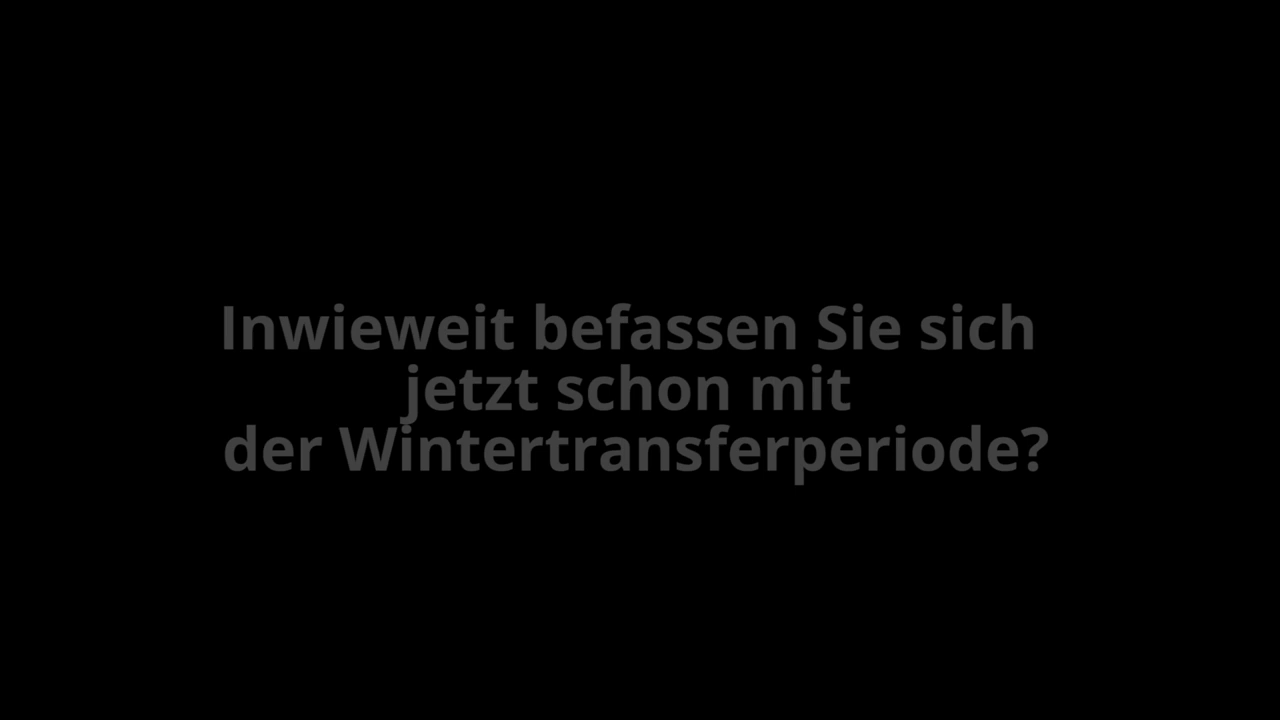 Inwieweit befassen Sie sich
jetzt schon mit
der Wintertransferperiode?